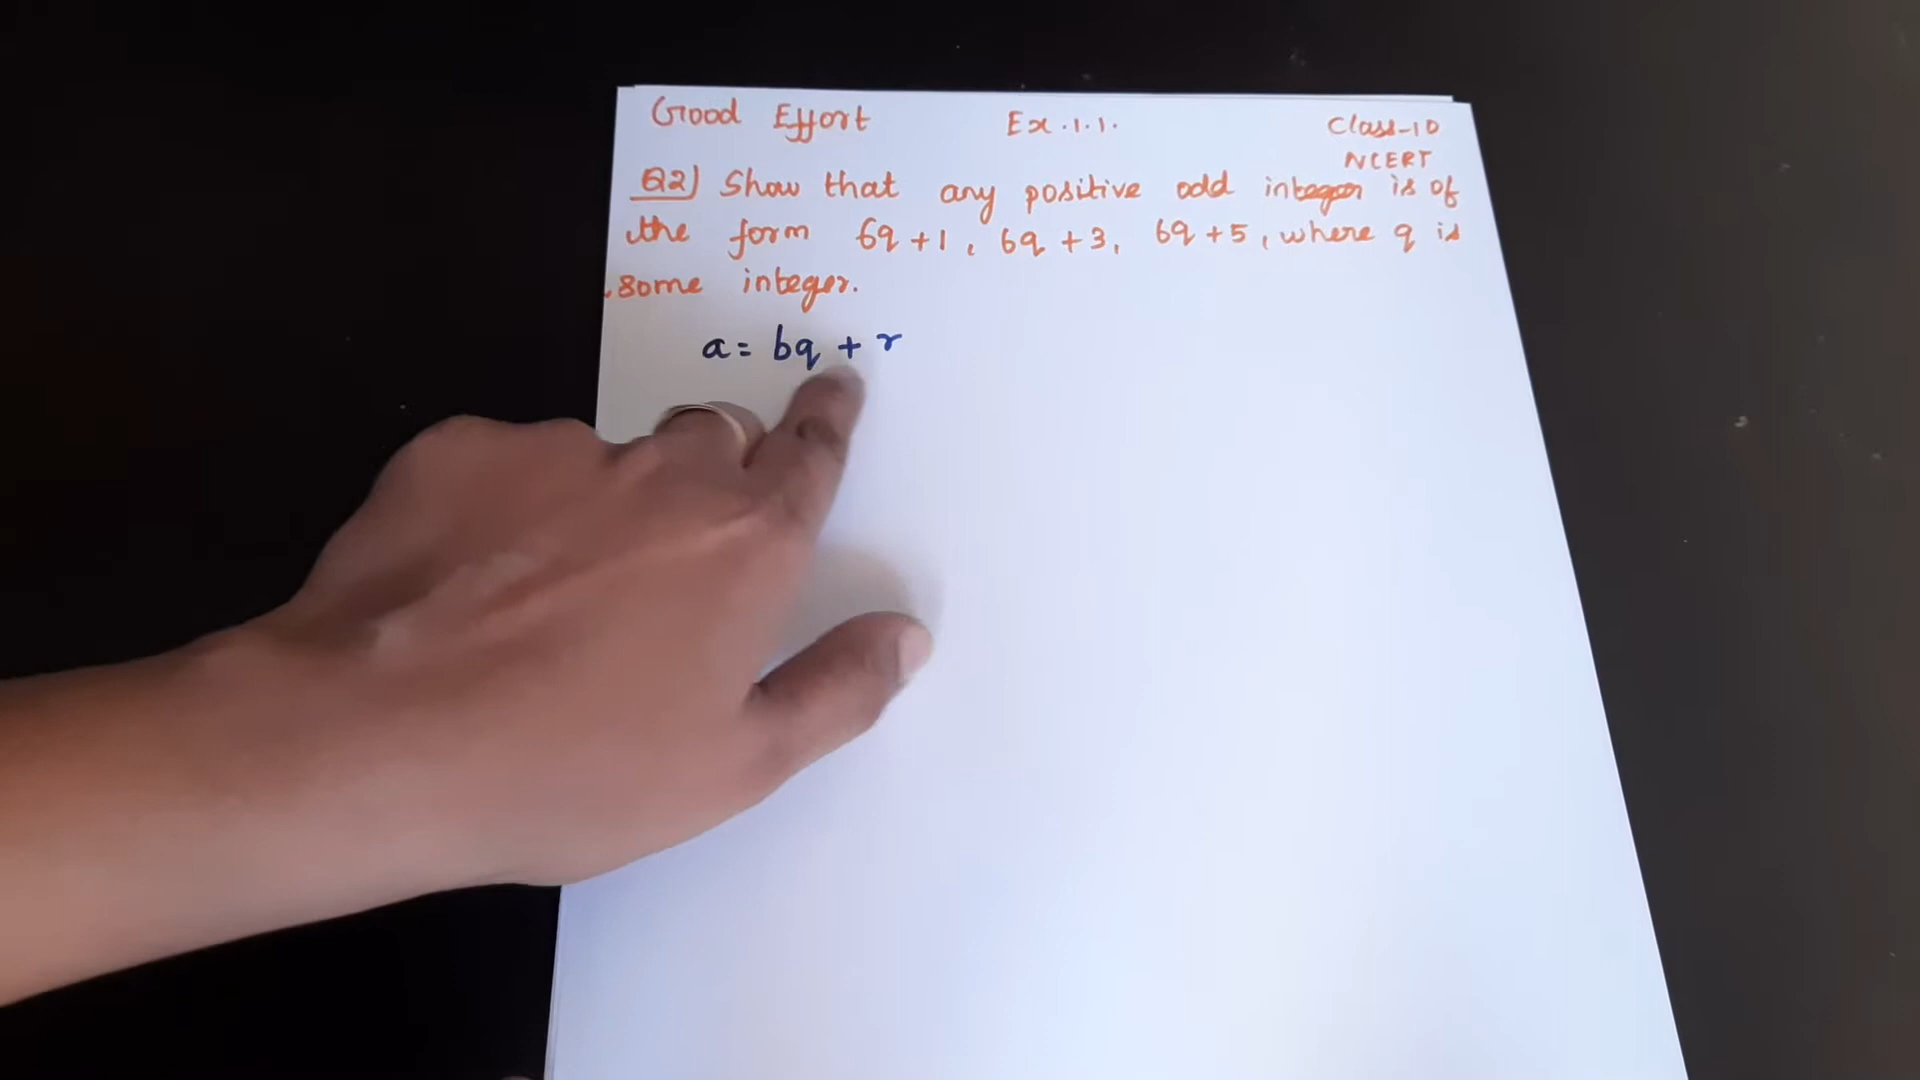 Good Effort Ex.1.1. Class-10
NCERT
Q2) Show that any positive odd integer is of
the form 6q+1, 6q+3, 6q+5, where q is
some integer.
a = bq + r